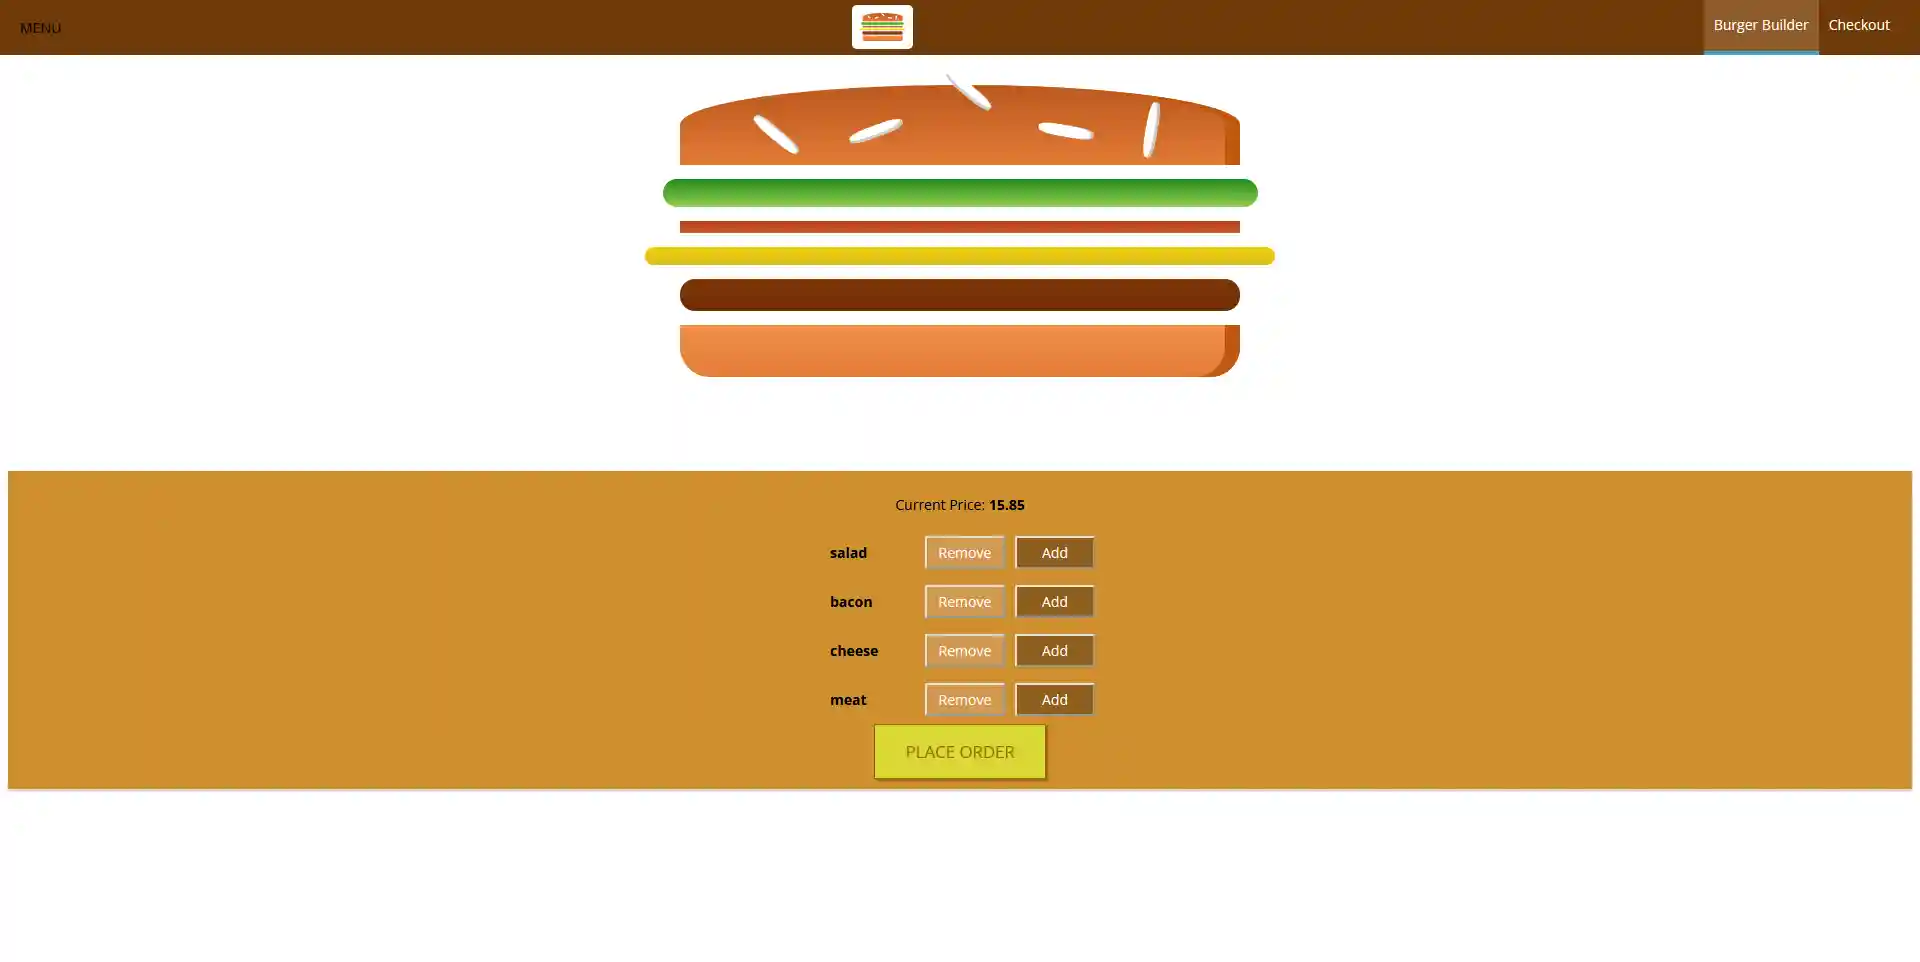 MENU
Burger Builder Checkout
Current Price: 15.85
salad Remove Add
bacon Remove Add
cheese Remove Add
meat Remove Add
PLACE ORDER